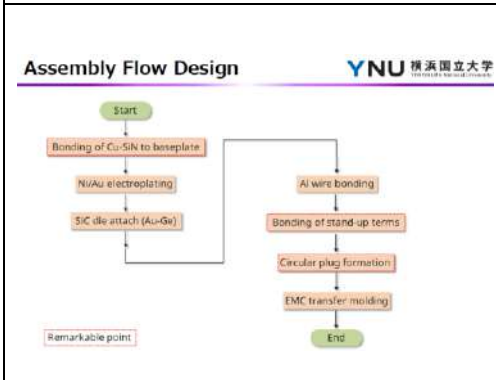 Assembly Flow Design
YNU 横浜国立大学
Start
Bonding of Cu-SiN to baseplate
Ni/Au electroplating
SiC die attach (Au-Ge)
Al wire bonding
Bonding of stand-up terms
Circular plug formation
EMC transfer molding
End
Remarkable point